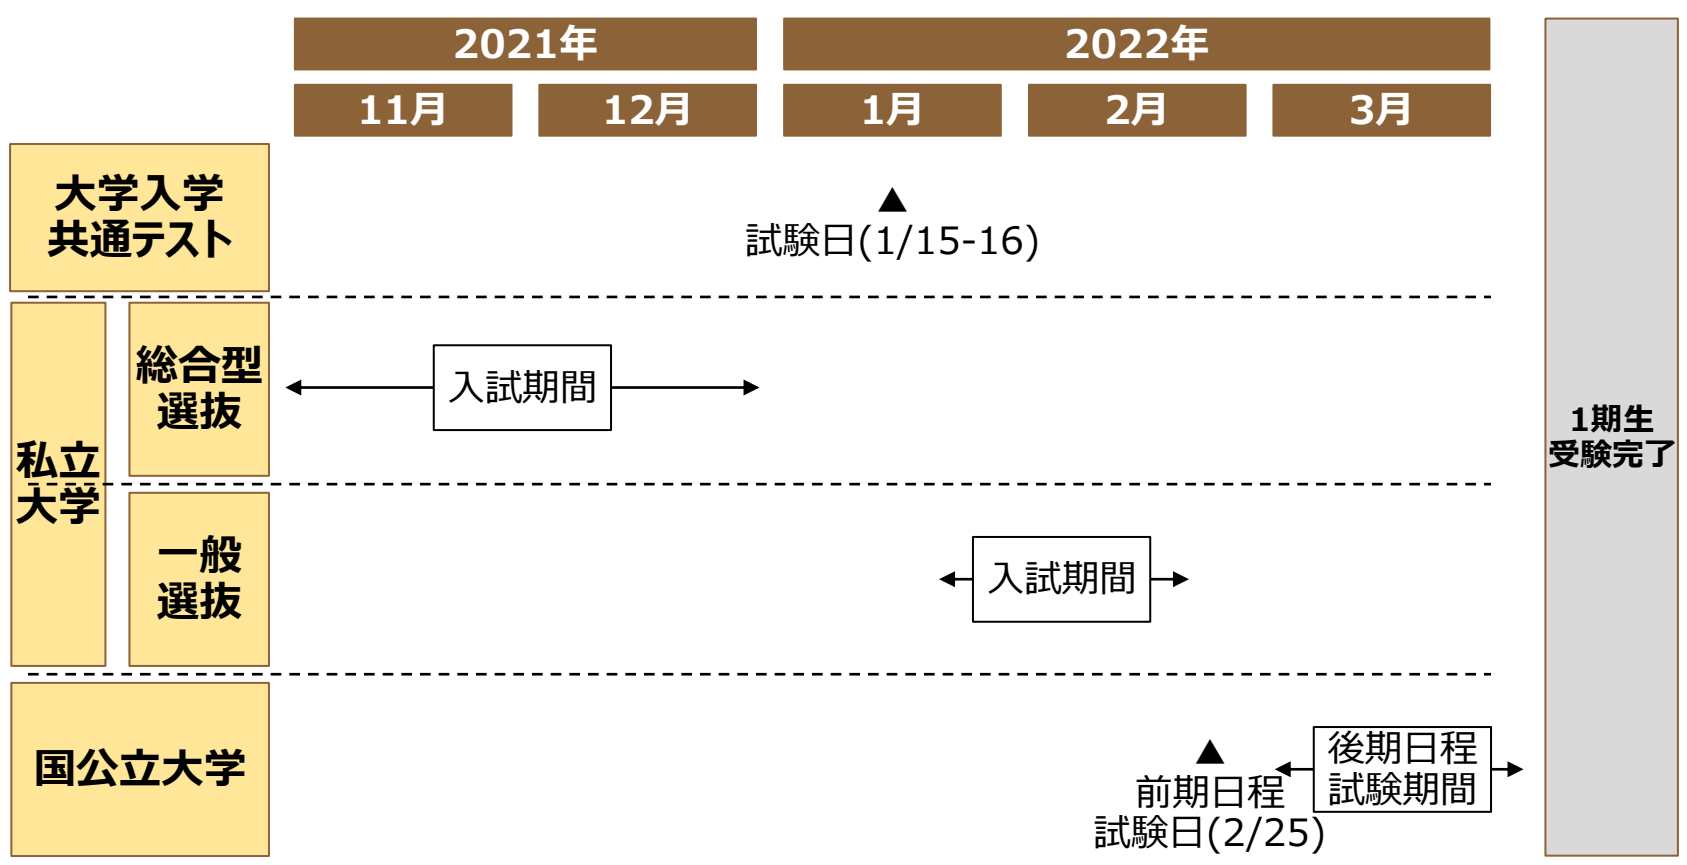 2021年
2022年
11月
12月
1月
2月
3月
大学入学
共通テスト
試験日(1/15-16)
私立
大学
総合型
選抜
入試期間
一般
選抜
入試期間
国公立大学
前期日程
試験日(2/25)
後期日程
試験期間
1期生
受験完了